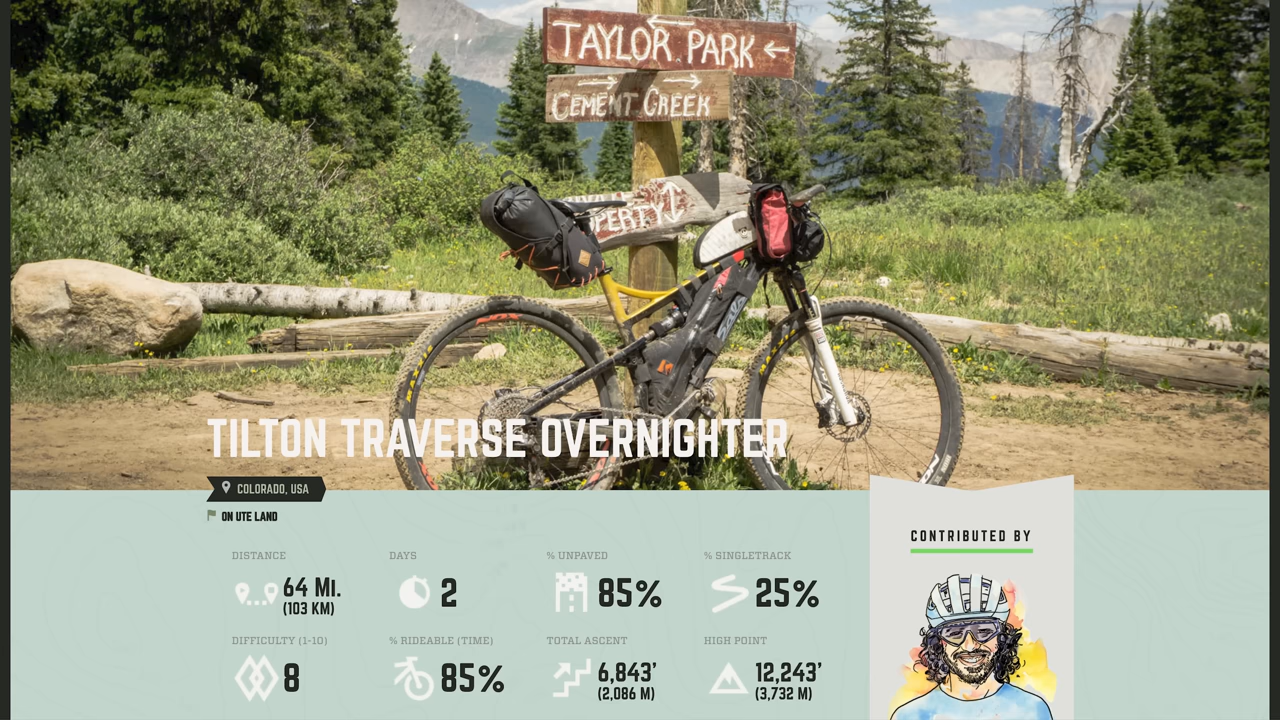 TAYLOR PARK ←
→ →
CEMENT CREEK
PERTY ↓
TILTON TRAVERSE OVERNIGHTER
COLORADO, USA
ON UTE LAND
CONTRIBUTED BY
DISTANCE
64 MI.
(103 KM)
DAYS
2
% UNPAVED
85%
% SINGLETRACK
25%
DIFFICULTY (1-10)
8
% RIDEABLE (TIME)
85%
TOTAL ASCENT
6,843’
(2,086 M)
HIGH POINT
12,243’
(3,732 M)